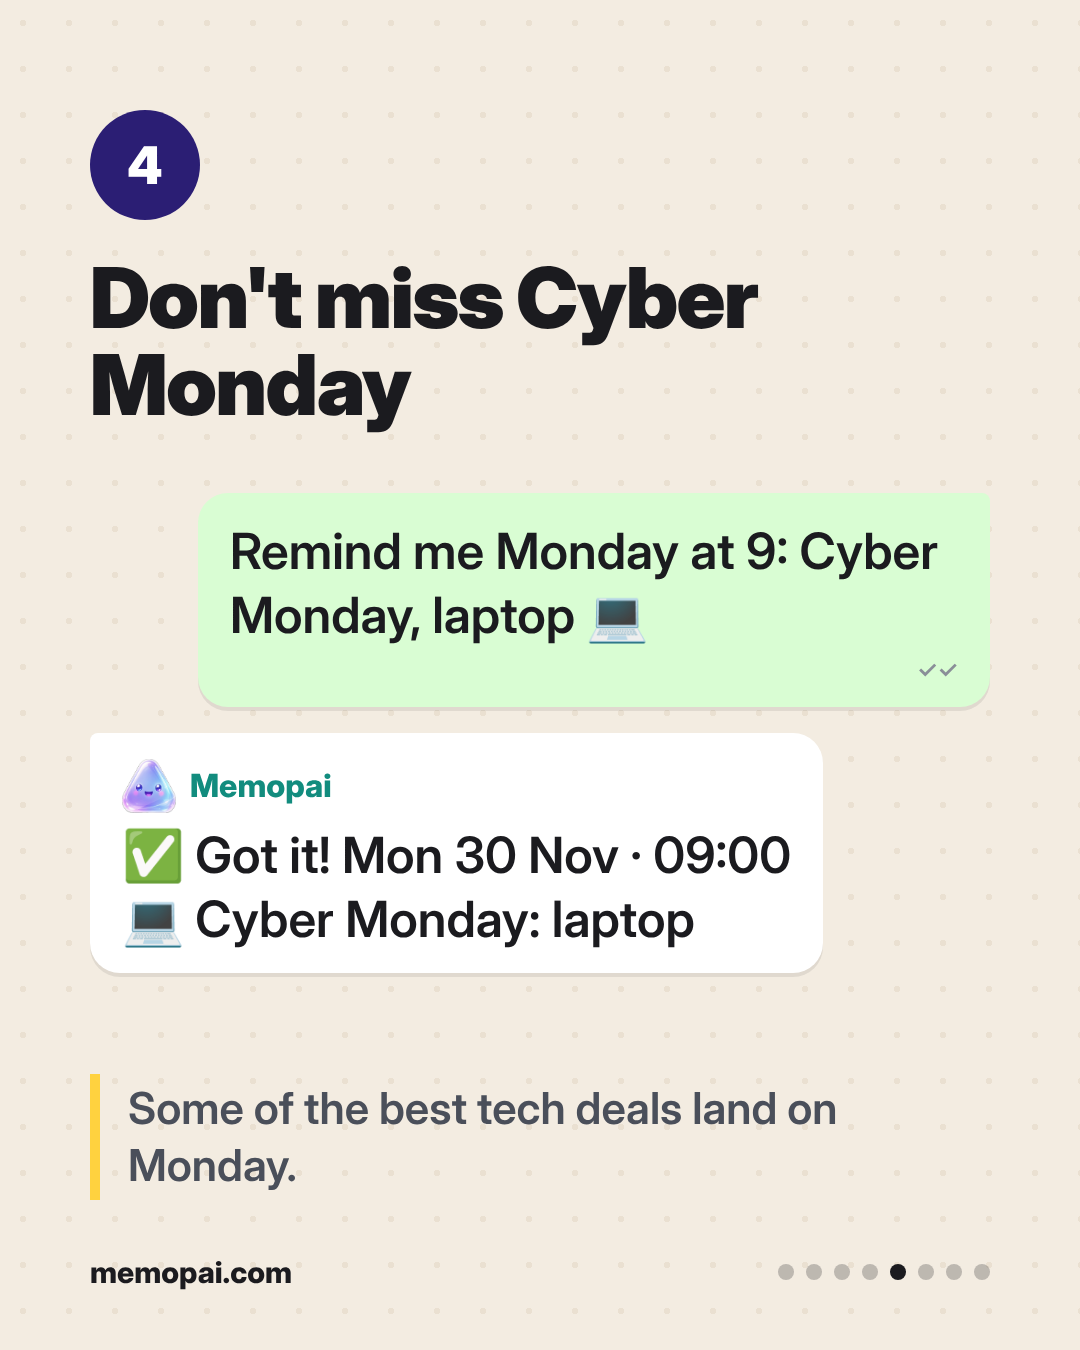 4
Don't miss Cyber
Monday
Remind me Monday at 9: Cyber
Monday, laptop 💻
Memopai
✅ Got it! Mon 30 Nov · 09:00
💻 Cyber Monday: laptop
Some of the best tech deals land on
Monday.
memopai.com